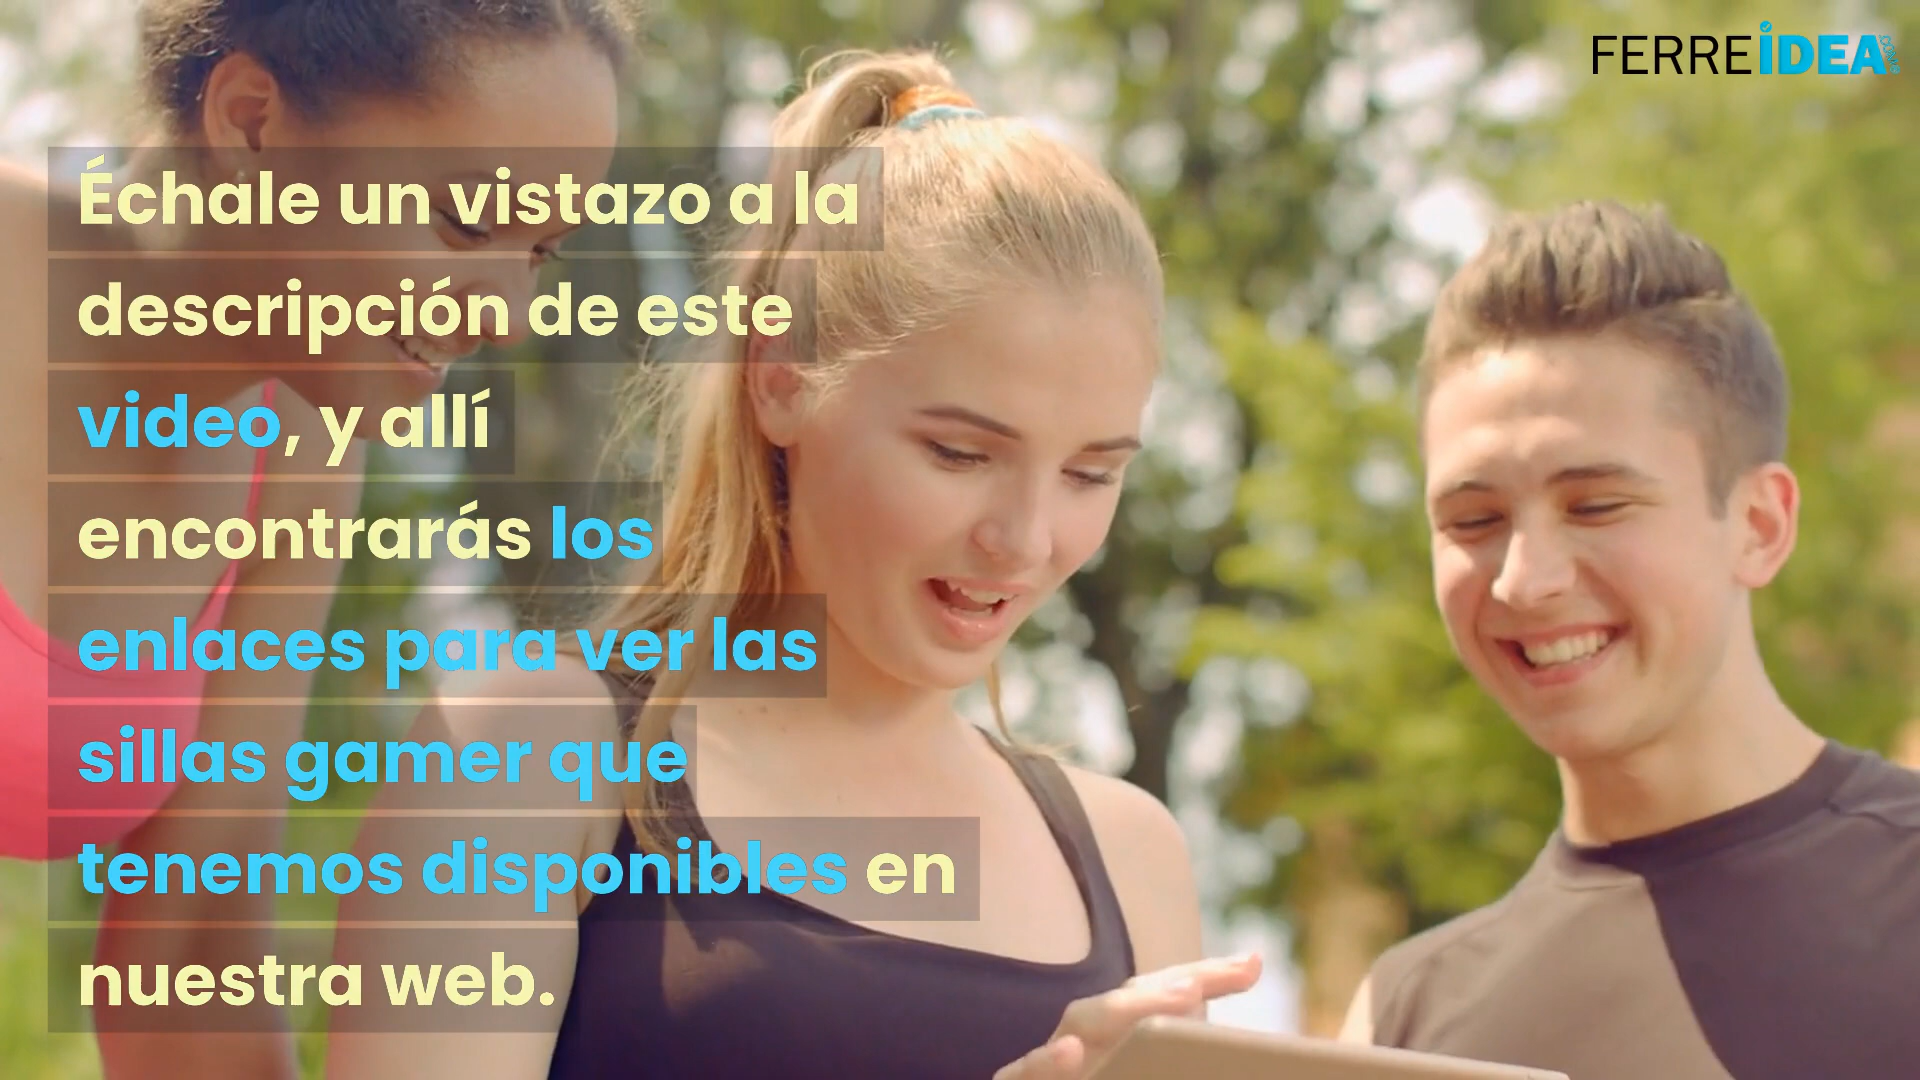 FERREIDEA
Échale un vistazo a la
descripción de este
video, y allí
encontrarás los
enlaces para ver las
sillas gamer que
tenemos disponibles en
nuestra web.